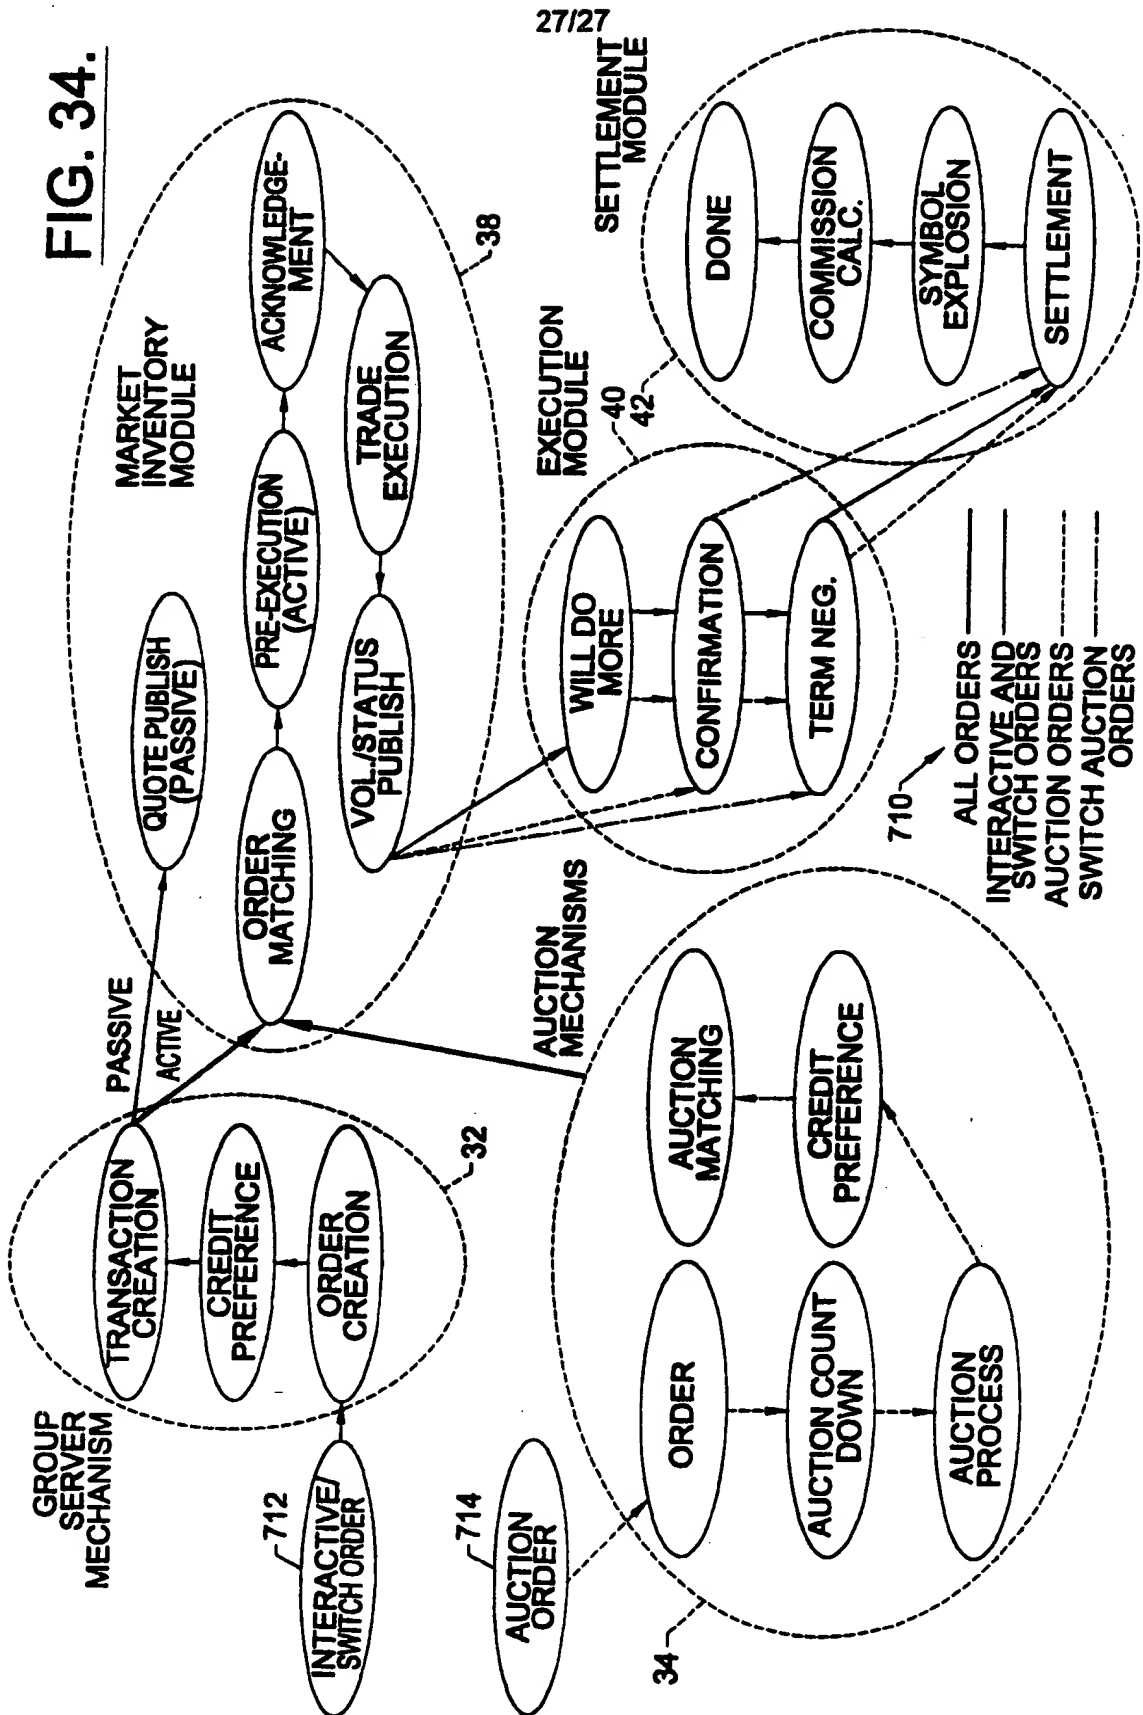 27/27
FIG. 34.
GROUP
SERVER
MECHANISM
TRANSACTION
CREATION
CREDIT
PREFERENCE
ORDER
CREATION
32
712
INTERACTIVE/
SWITCH ORDER
714
AUCTION
ORDER
PASSIVE
ACTIVE
MARKET
INVENTORY
MODULE
QUOTE PUBLISH
(PASSIVE)
ORDER
MATCHING
PRE-EXECUTION
(ACTIVE)
ACKNOWLEDGE-
MENT
TRADE
EXECUTION
VOL./STATUS
PUBLISH
38
AUCTION
MECHANISMS
ORDER
AUCTION COUNT
DOWN
AUCTION
PROCESS
AUCTION
MATCHING
CREDIT
PREFERENCE
34
EXECUTION
MODULE
40
WILL DO
MORE
CONFIRMATION
TERM NEG.
SETTLEMENT
MODULE
42
DONE
COMMISSION
CALC.
SYMBOL
EXPLOSION
SETTLEMENT
710
ALL ORDERS
INTERACTIVE AND
SWITCH ORDERS
AUCTION ORDERS
SWITCH AUCTION
ORDERS